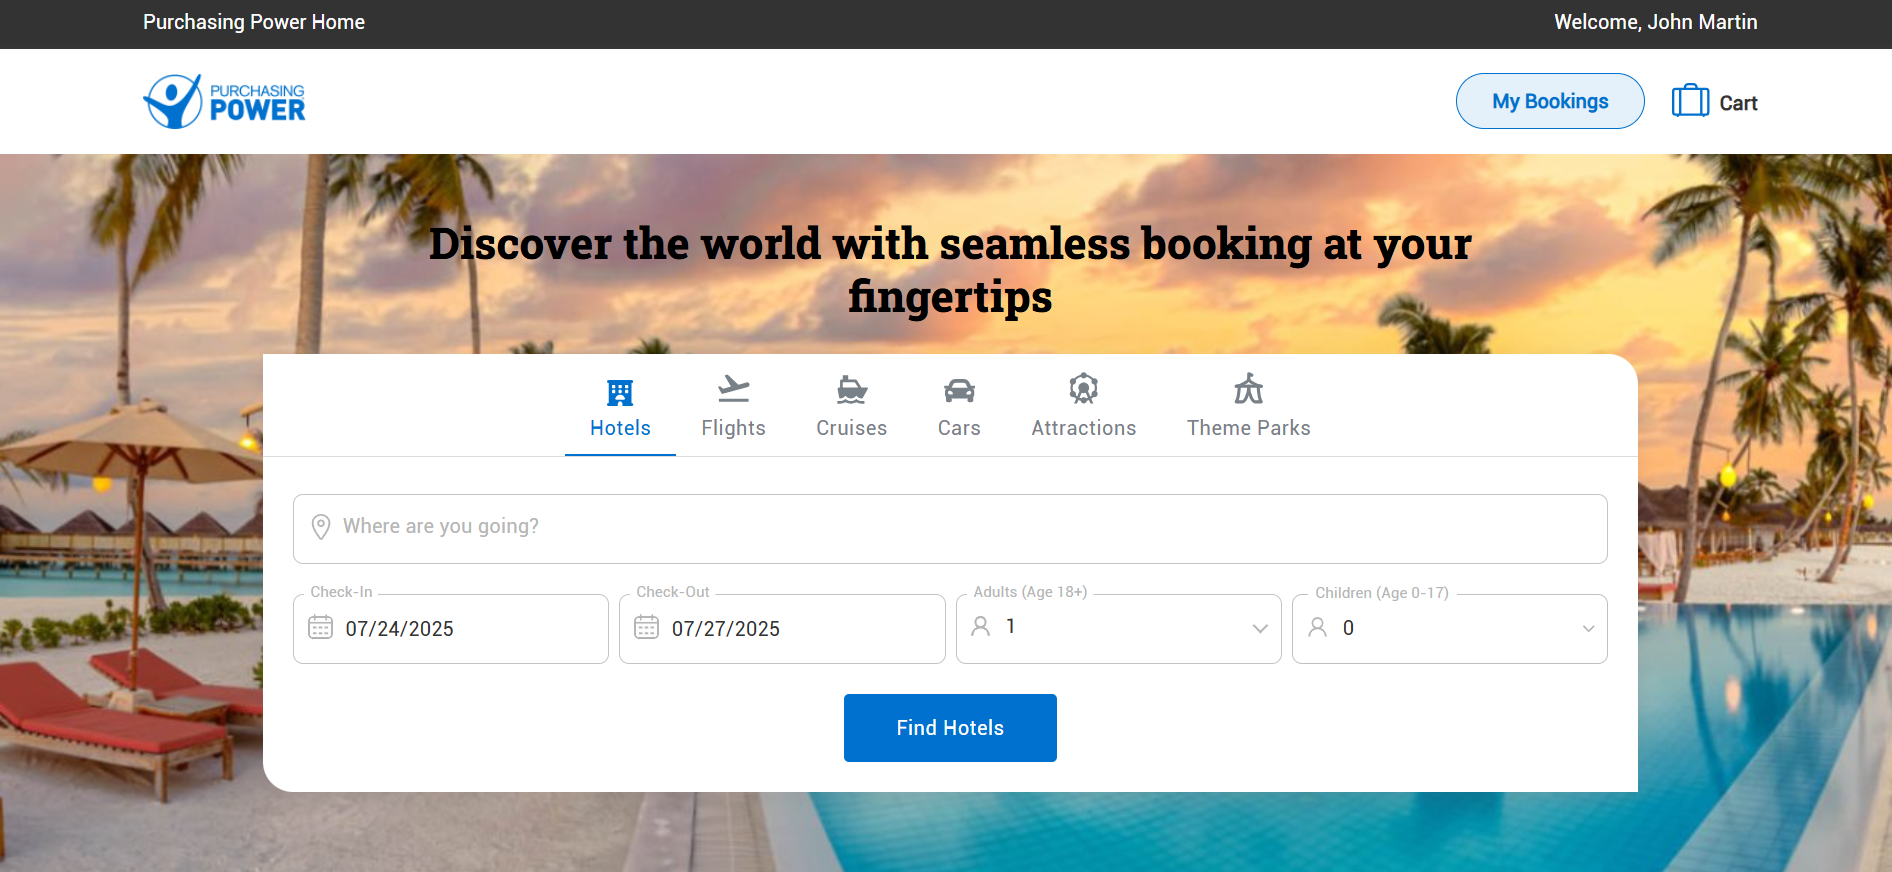 Purchasing Power Home
Welcome, John Martin
PURCHASING
POWER
My Bookings
Cart
Discover the world with seamless booking at your
fingertips
Hotels
Flights
Cruises
Cars
Attractions
Theme Parks
Where are you going?
Check-In
07/24/2025
Check-Out
07/27/2025
Adults (Age 18+)
1
Children (Age 0-17)
0
Find Hotels